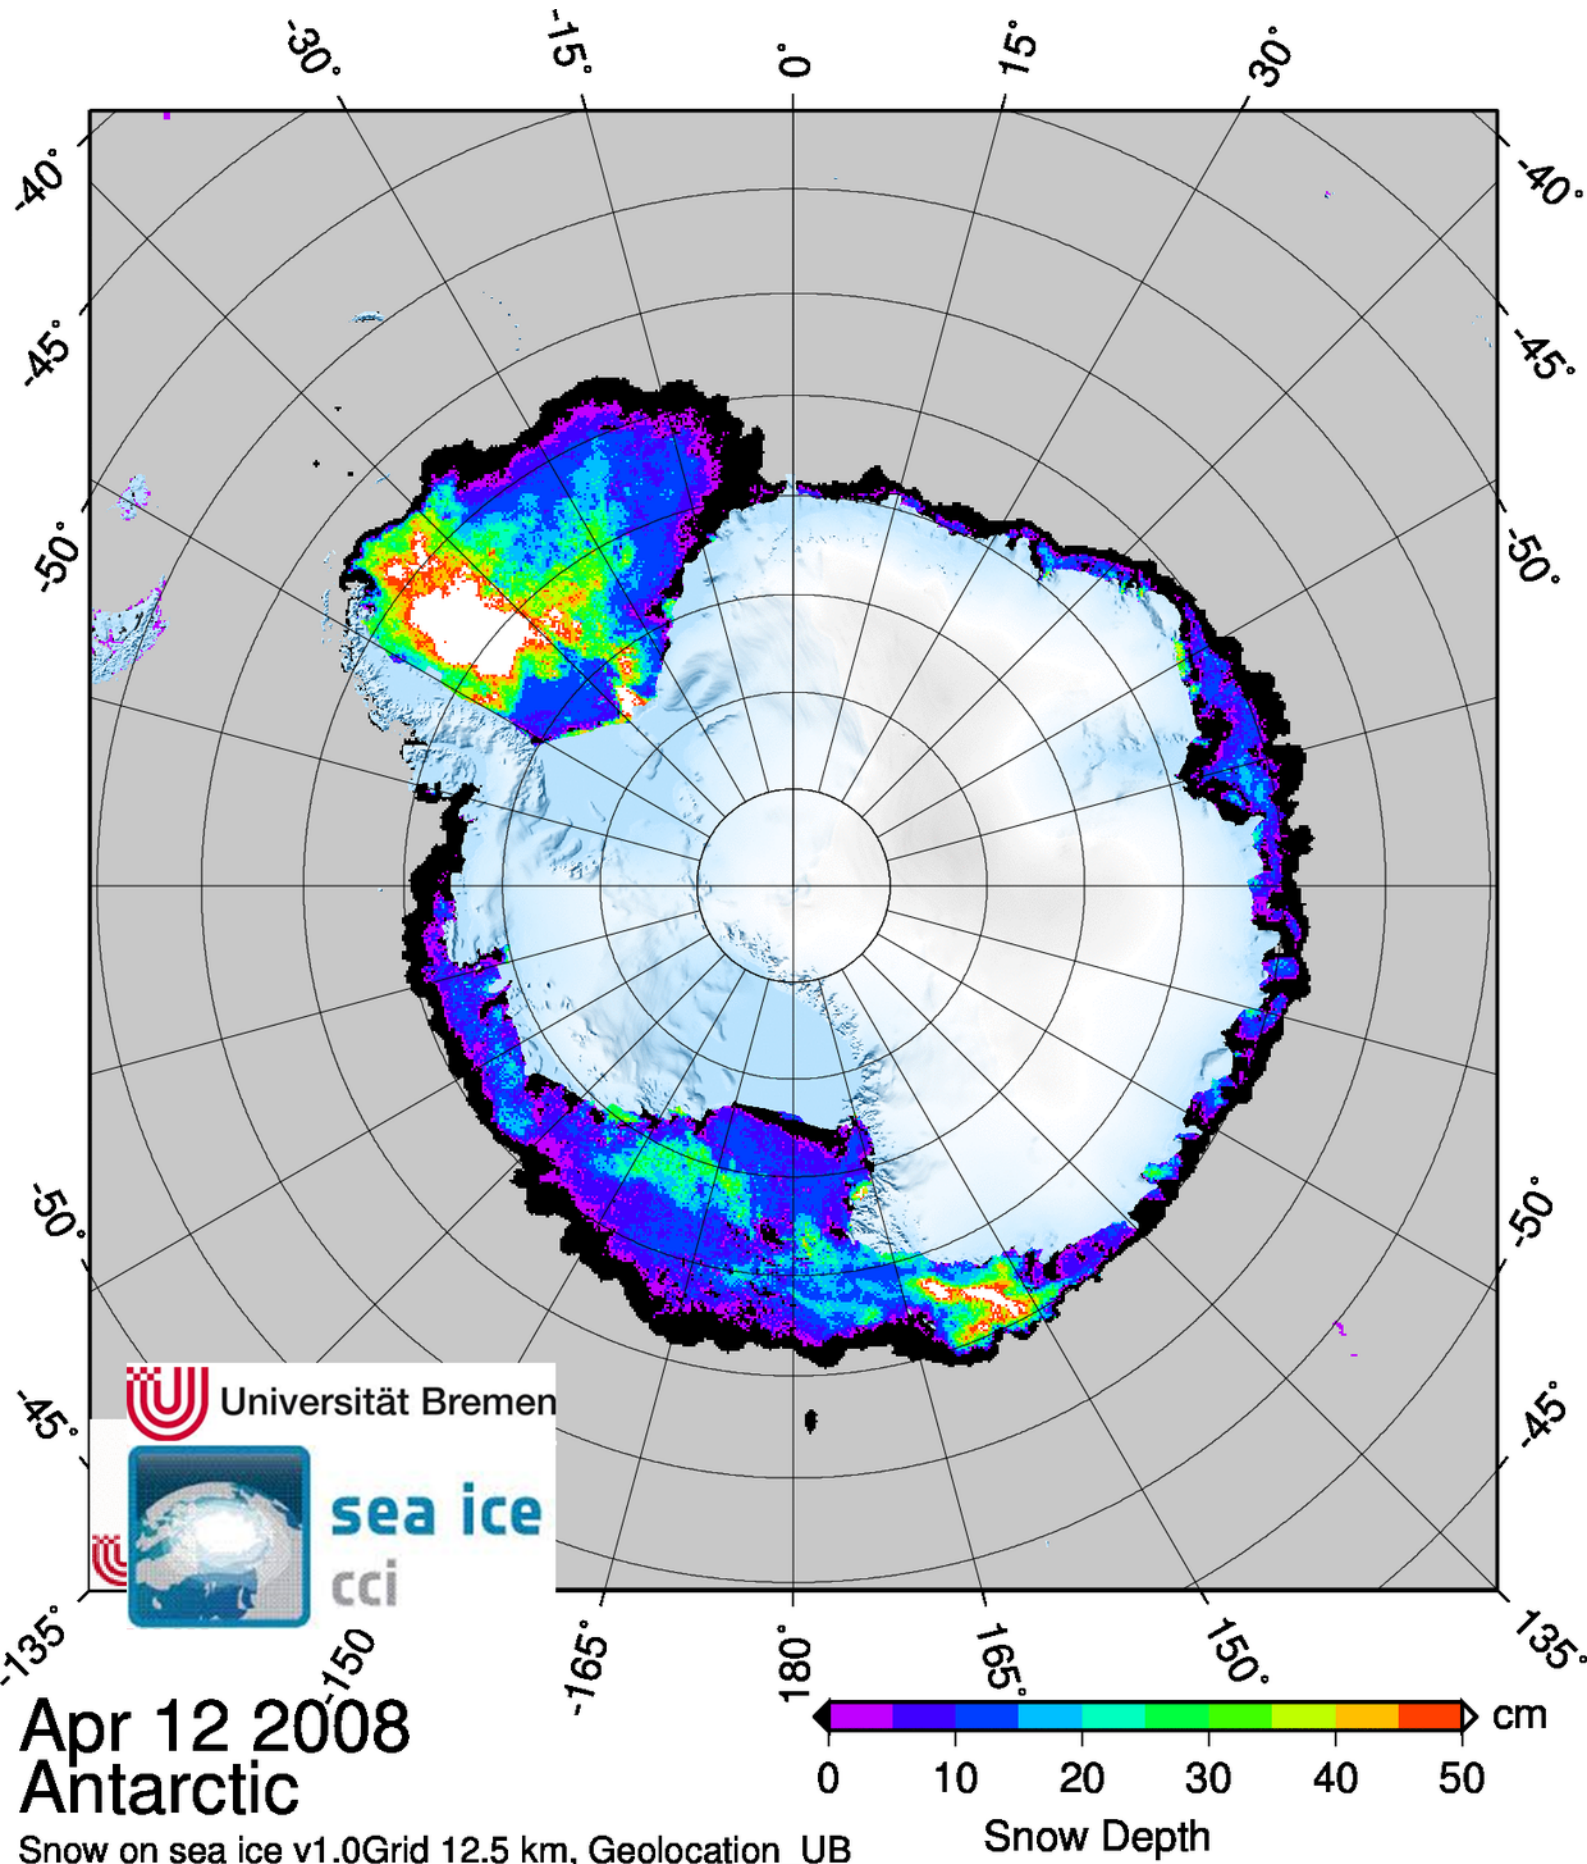 -30° -15° 0° 15° 30°
-40° -40°
-45° -45°
-50° -50°
-50° -50°
-45° -45°
Universität Bremen
sea ice
cci
-135° -150 -165° 180° 165° 150° 135°
Apr 12 2008
Antarctic
Snow on sea ice v1.0Grid 12.5 km, Geolocation UB
cm
0 10 20 30 40 50
Snow Depth